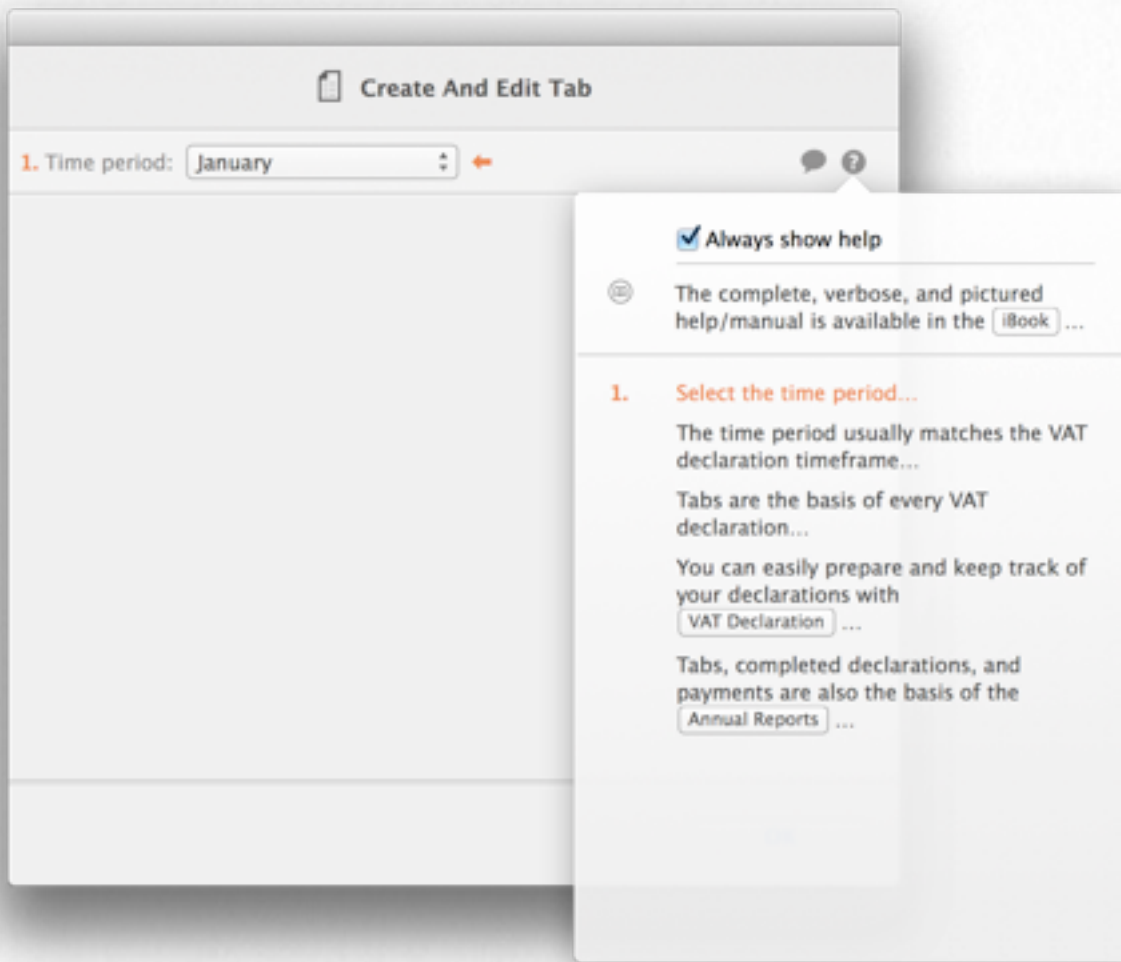 Create And Edit Tab
1. Time period: January
Always show help
The complete, verbose, and pictured
help/manual is available in the iBook ...
1. Select the time period...
The time period usually matches the VAT
declaration timeframe...
Tabs are the basis of every VAT
declaration...
You can easily prepare and keep track of
your declarations with
VAT Declaration ...
Tabs, completed declarations, and
payments are also the basis of the
Annual Reports ...